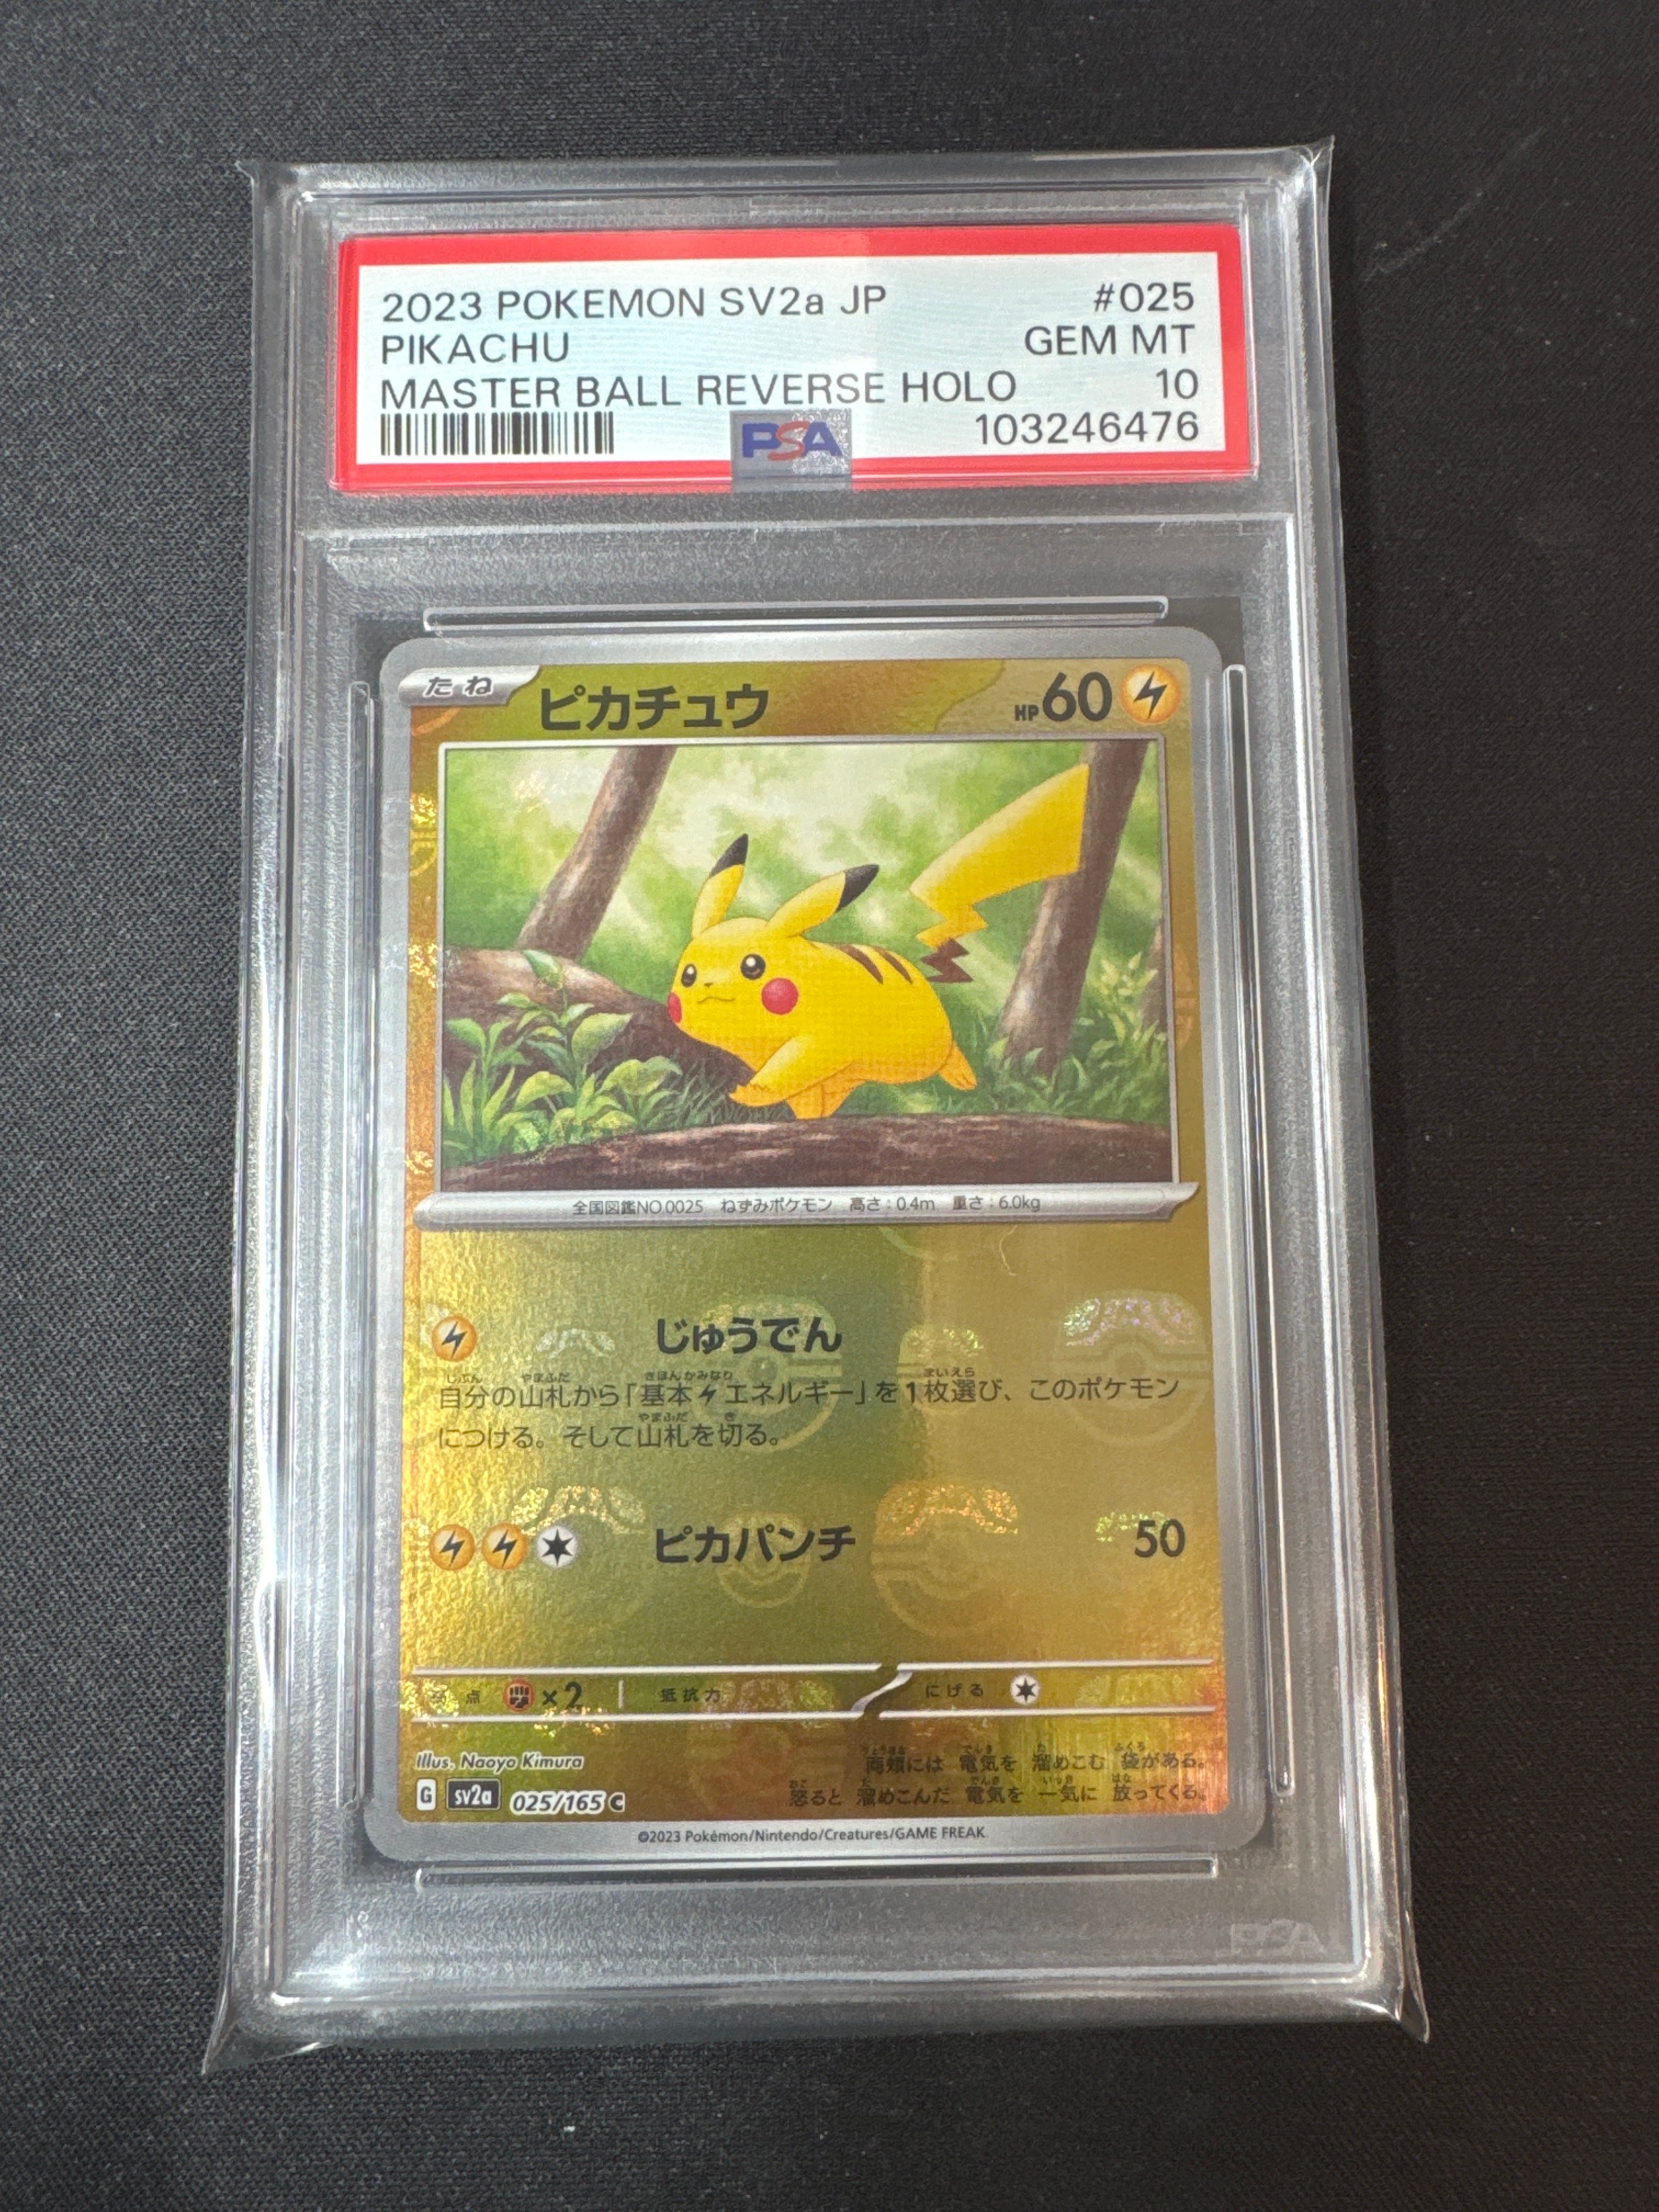 2023 POKEMON SV2a JP #025
PIKACHU GEM MT
MASTER BALL REVERSE HOLO 10
PSA 103246476
たね ピカチュウ HP60
全国図鑑NO.0025 ねずみポケモン 高さ:0.4m 重さ:6.0kg
じゅうでん
自分の山札から「基本エネルギー」を1枚選び、このポケモン
につける。そして山札を切る。
ピカパンチ 50
弱点 ×2 抵抗力 にげる
Illus. Naoyo Kimura
両頬には 電気を 溜めこむ 袋がある。
怒ると 溜めこんだ 電気を 一気に 放ってくる。
G sv2a 025/165 C
©2023 Pokémon/Nintendo/Creatures/GAME FREAK
PSA